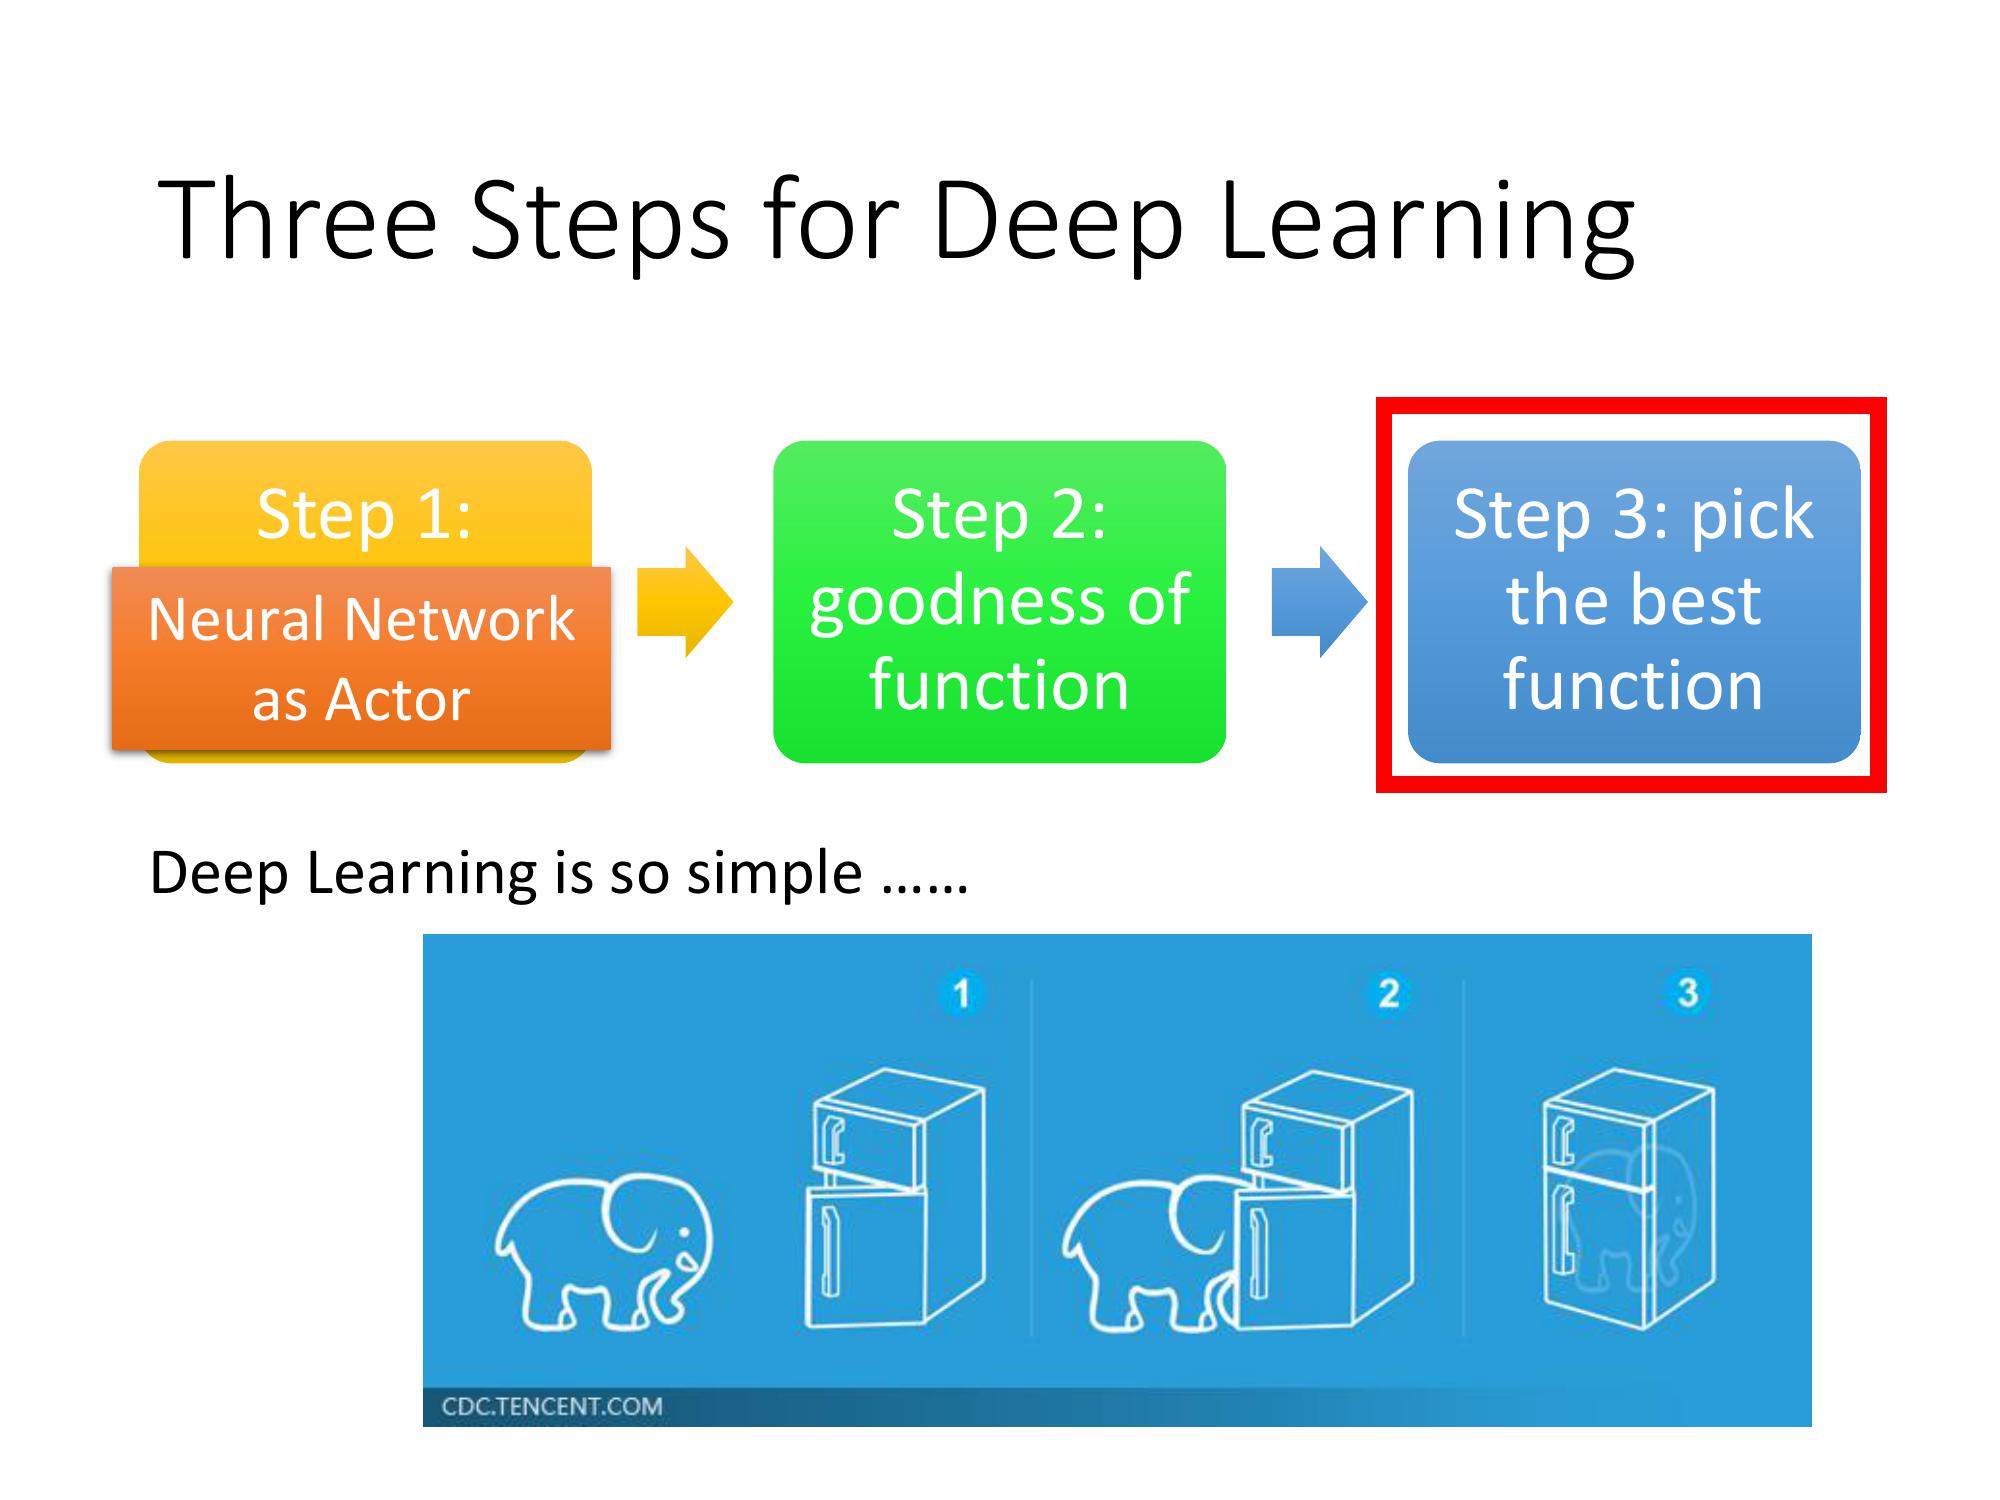 Three Steps for Deep Learning
Step 1:
Neural Network
as Actor
Step 2:
goodness of
function
Step 3: pick
the best
function
Deep Learning is so simple ……
1
2
3
CDC.TENCENT.COM